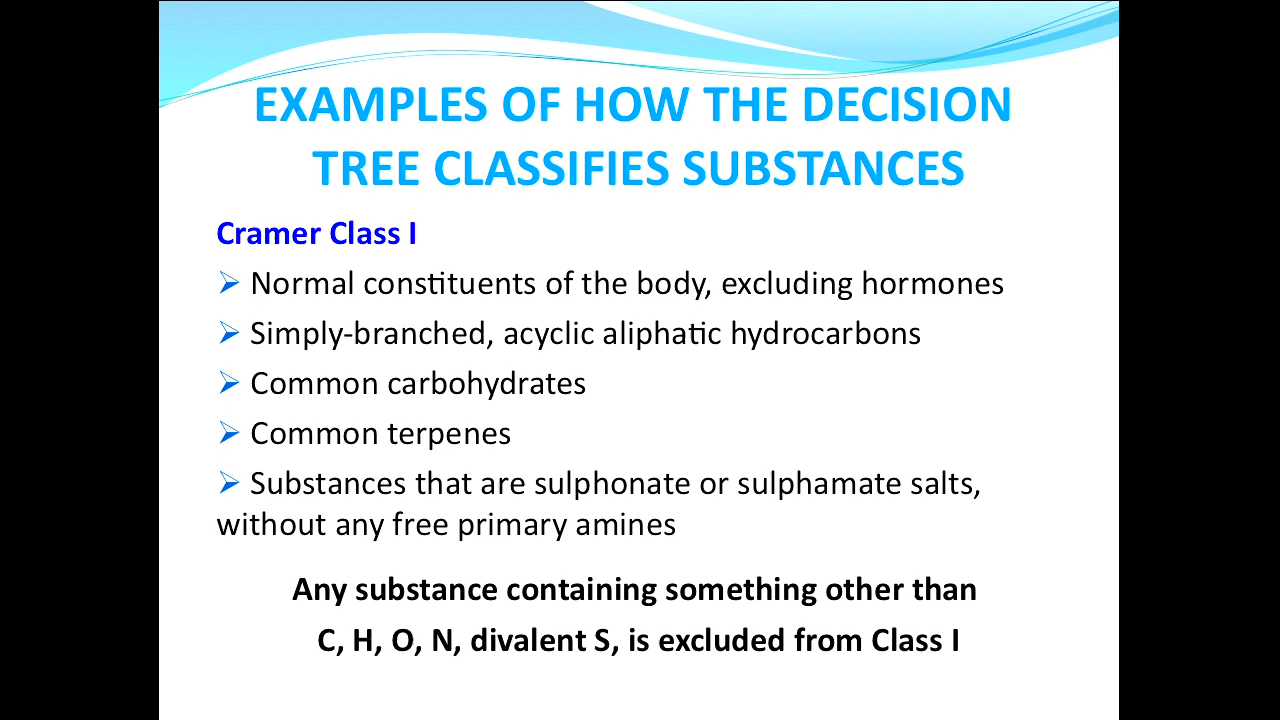 EXAMPLES OF HOW THE DECISION
TREE CLASSIFIES SUBSTANCES
Cramer Class I
➢ Normal constituents of the body, excluding hormones
➢ Simply-branched, acyclic aliphatic hydrocarbons
➢ Common carbohydrates
➢ Common terpenes
➢ Substances that are sulphonate or sulphamate salts,
without any free primary amines
Any substance containing something other than
C, H, O, N, divalent S, is excluded from Class I